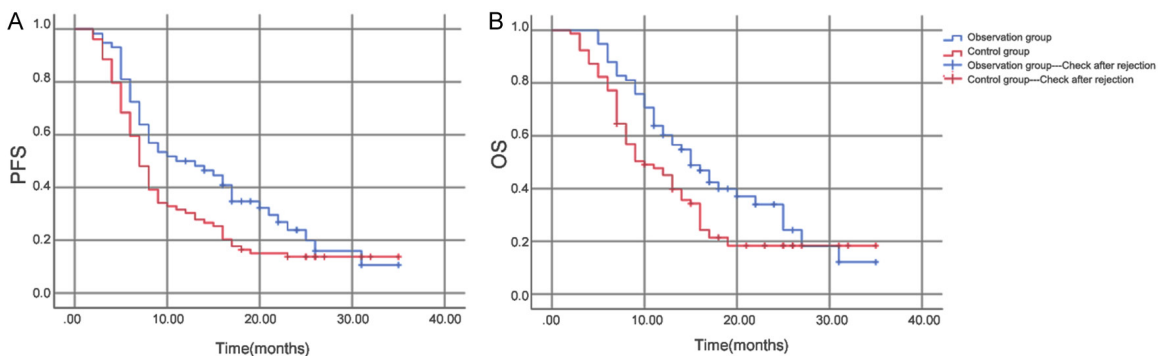 A
1.0
0.8
0.6
0.4
0.2
0.0
PFS
.00 10.00 20.00 30.00 40.00
Time(months)
B
1.0
0.8
0.6
0.4
0.2
0.0
OS
.00 10.00 20.00 30.00 40.00
Time(months)
Observation group
Control group
Observation group---Check after rejection
Control group---Check after rejection